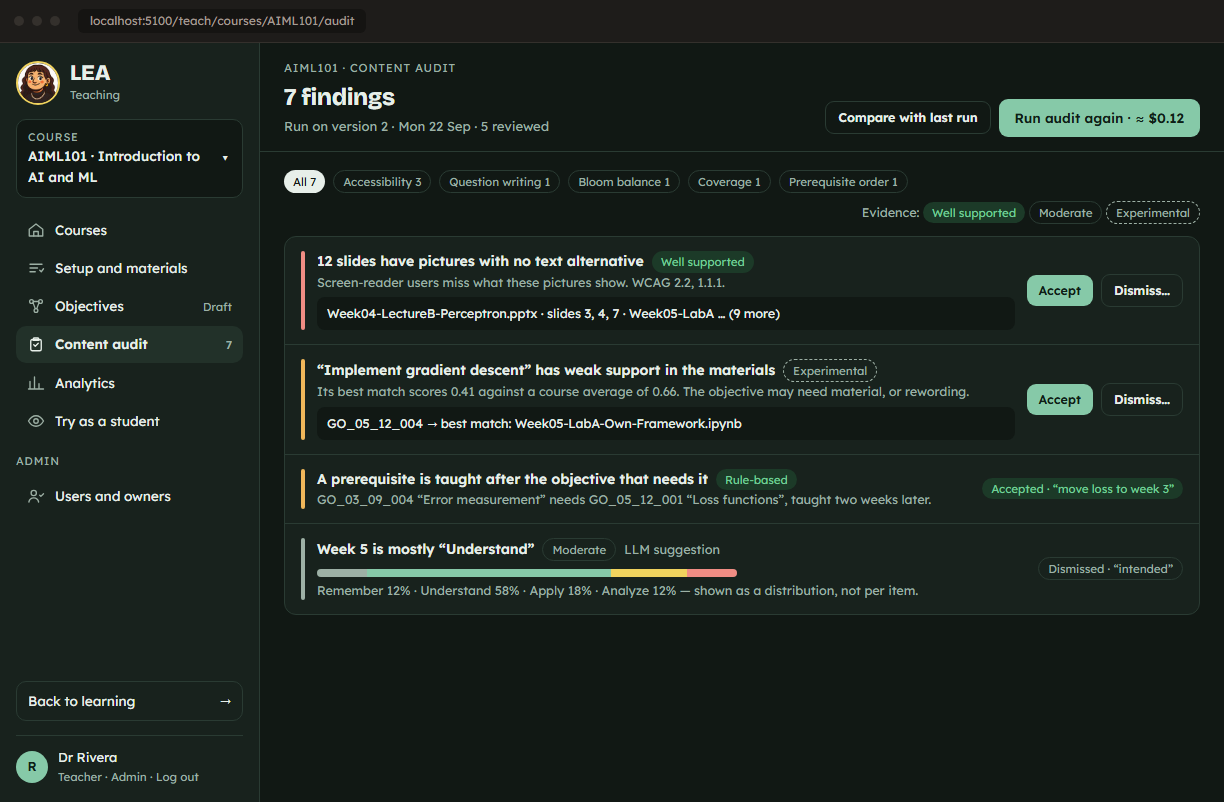 localhost:5100/teach/courses/AIML101/audit
LEA
Teaching
COURSE
AIML101 · Introduction to
AI and ML
Courses
Setup and materials
Objectives Draft
Content audit 7
Analytics
Try as a student
ADMIN
Users and owners
Back to learning →
R
Dr Rivera
Teacher · Admin · Log out
AIML101 · CONTENT AUDIT
7 findings
Run on version 2 · Mon 22 Sep · 5 reviewed
Compare with last run
Run audit again · ≈ $0.12
All 7 Accessibility 3 Question writing 1 Bloom balance 1 Coverage 1 Prerequisite order 1
Evidence: Well supported Moderate Experimental
12 slides have pictures with no text alternative Well supported
Screen-reader users miss what these pictures show. WCAG 2.2, 1.1.1.
Week04-LectureB-Perceptron.pptx · slides 3, 4, 7 · Week05-LabA … (9 more)
Accept Dismiss…
“Implement gradient descent” has weak support in the materials Experimental
Its best match scores 0.41 against a course average of 0.66. The objective may need material, or rewording.
GO_05_12_004 → best match: Week05-LabA-Own-Framework.ipynb
Accept Dismiss…
A prerequisite is taught after the objective that needs it Rule-based
GO_03_09_004 “Error measurement” needs GO_05_12_001 “Loss functions”, taught two weeks later.
Accepted · “move loss to week 3”
Week 5 is mostly “Understand” Moderate LLM suggestion
Remember 12% · Understand 58% · Apply 18% · Analyze 12% — shown as a distribution, not per item.
Dismissed · “intended”